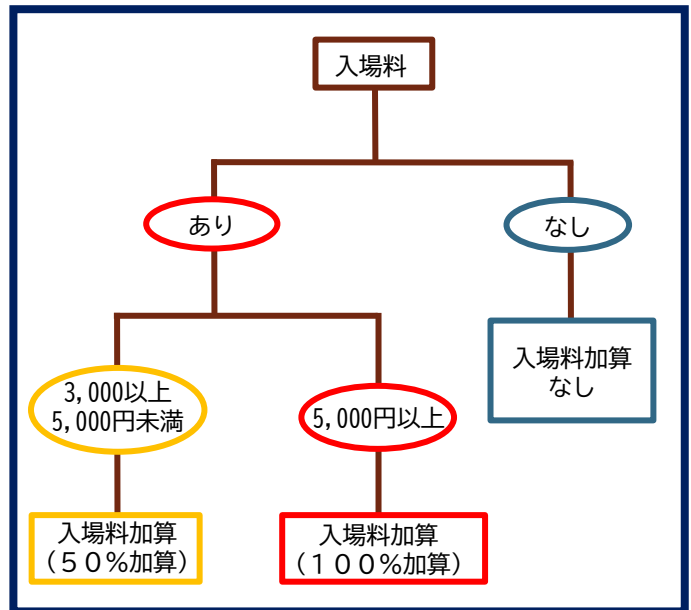 入場料
あり
なし
3,000以上
5,000円未満
5,000円以上
入場料加算
なし
入場料加算
（５０％加算）
入場料加算
（１００％加算）